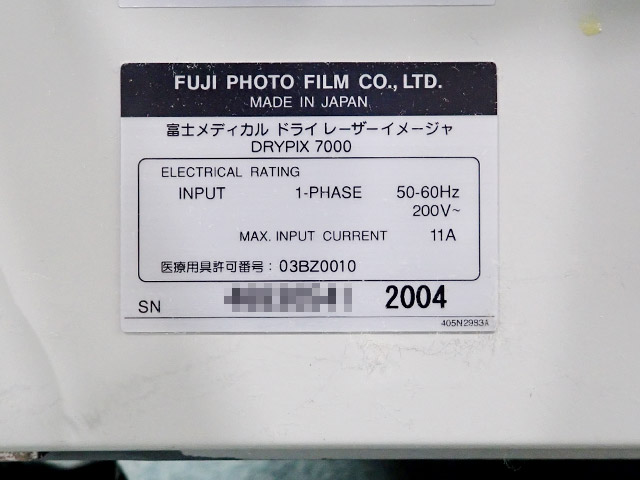 FUJI PHOTO FILM CO., LTD.
MADE IN JAPAN
富士メディカル ドライ レーザーイメージャ
DRYPIX 7000
ELECTRICAL RATING
INPUT 1-PHASE 50-60Hz
200V~
MAX. INPUT CURRENT 11A
医療用具許可番号：03BZ0010
SN 2004
405N2983A